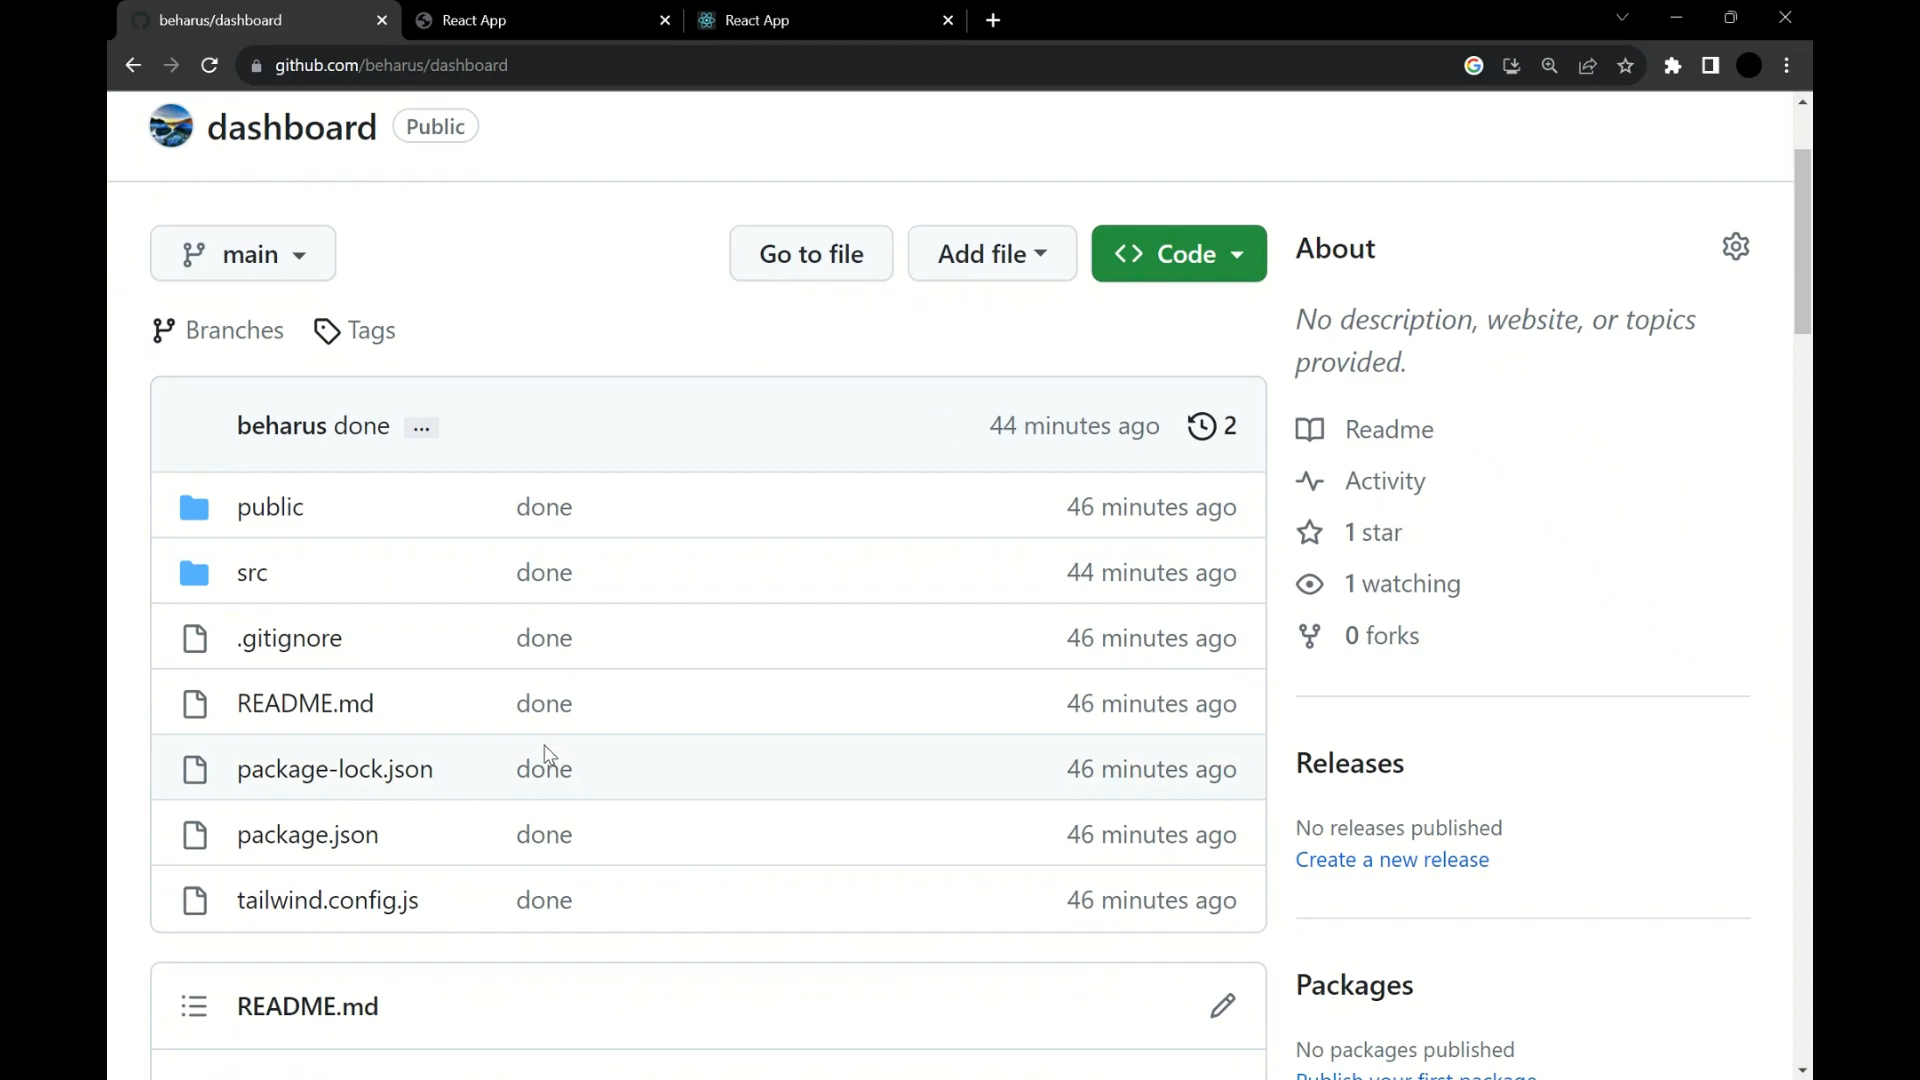 beharus/dashboard
React App
React App
github.com/beharus/dashboard
dashboard Public
main
Go to file
Add file
<> Code
Branches
Tags
beharus done ...
44 minutes ago
2
public done 46 minutes ago
src done 44 minutes ago
.gitignore done 46 minutes ago
README.md done 46 minutes ago
package-lock.json done 46 minutes ago
package.json done 46 minutes ago
tailwind.config.js done 46 minutes ago
README.md
About
No description, website, or topics
provided.
Readme
Activity
1 star
1 watching
0 forks
Releases
No releases published
Create a new release
Packages
No packages published
Publish your first package